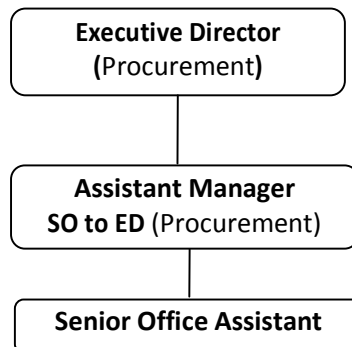 Executive Director
(Procurement)
Assistant Manager
SO to ED (Procurement)
Senior Office Assistant